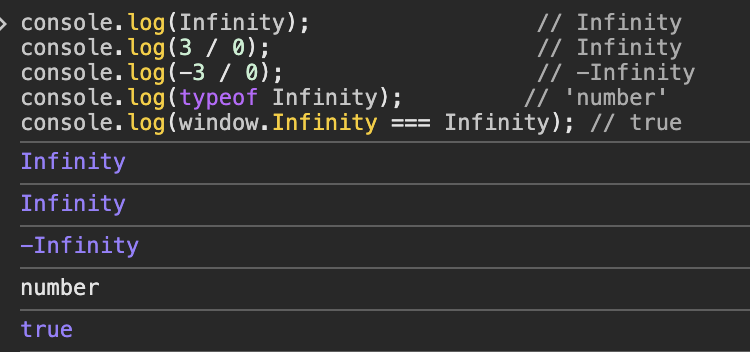 > console.log(Infinity);                  // Infinity
console.log(3 / 0);                     // Infinity
console.log(-3 / 0);                    // -Infinity
console.log(typeof Infinity);         // 'number'
console.log(window.Infinity === Infinity); // true
Infinity
Infinity
-Infinity
number
true